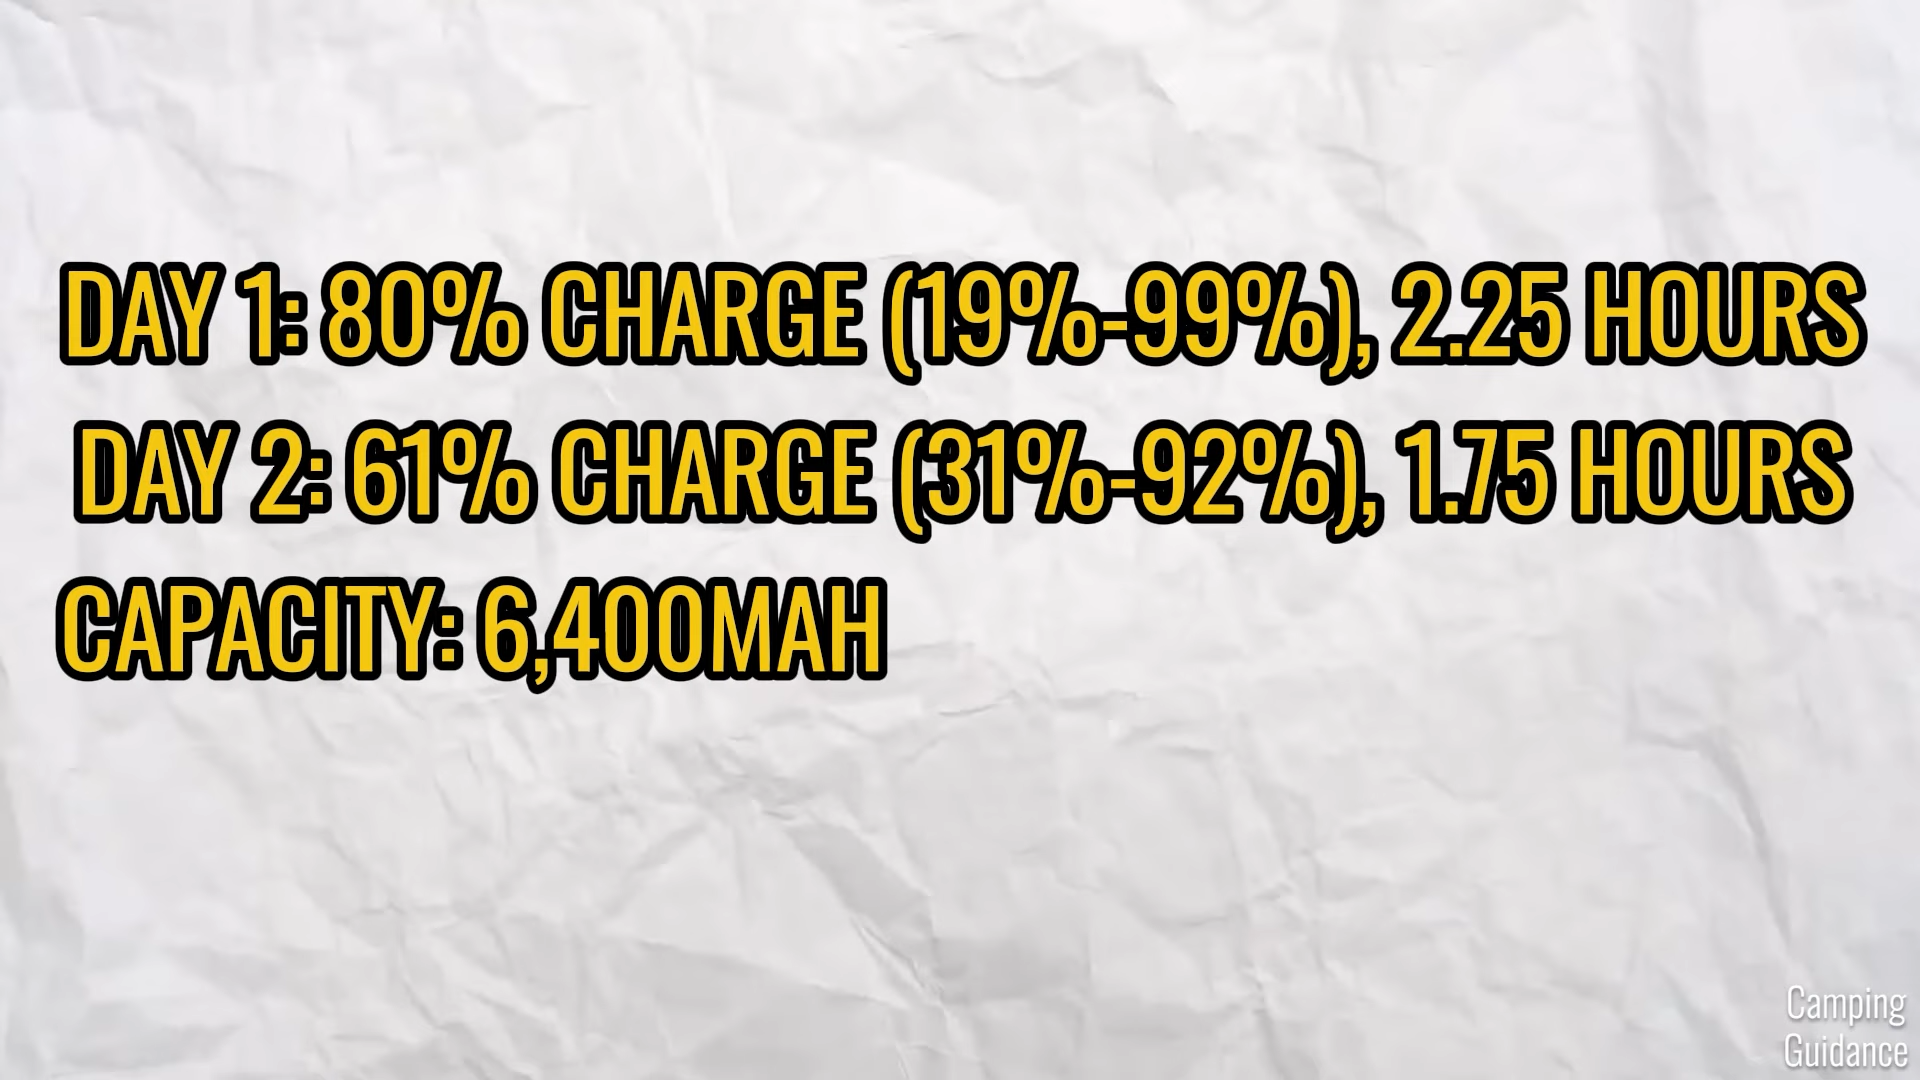 DAY 1: 80% CHARGE (19%-99%), 2.25 HOURS
DAY 2: 61% CHARGE (31%-92%), 1.75 HOURS
CAPACITY: 6,400MAH
Camping
Guidance